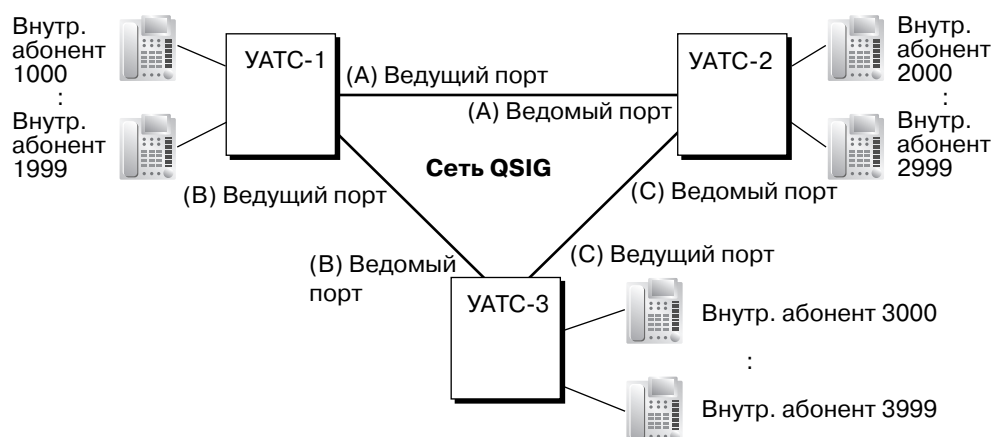 Внутр.
абонент
1000
:
Внутр.
абонент
1999
УАТС-1
(A) Ведущий порт
(A) Ведомый порт
УАТС-2
Внутр.
абонент
2000
:
Внутр.
абонент
2999
Сеть QSIG
(B) Ведущий порт
(C) Ведомый порт
(B) Ведомый
порт
(C) Ведущий порт
УАТС-3
Внутр. абонент 3000
:
Внутр. абонент 3999